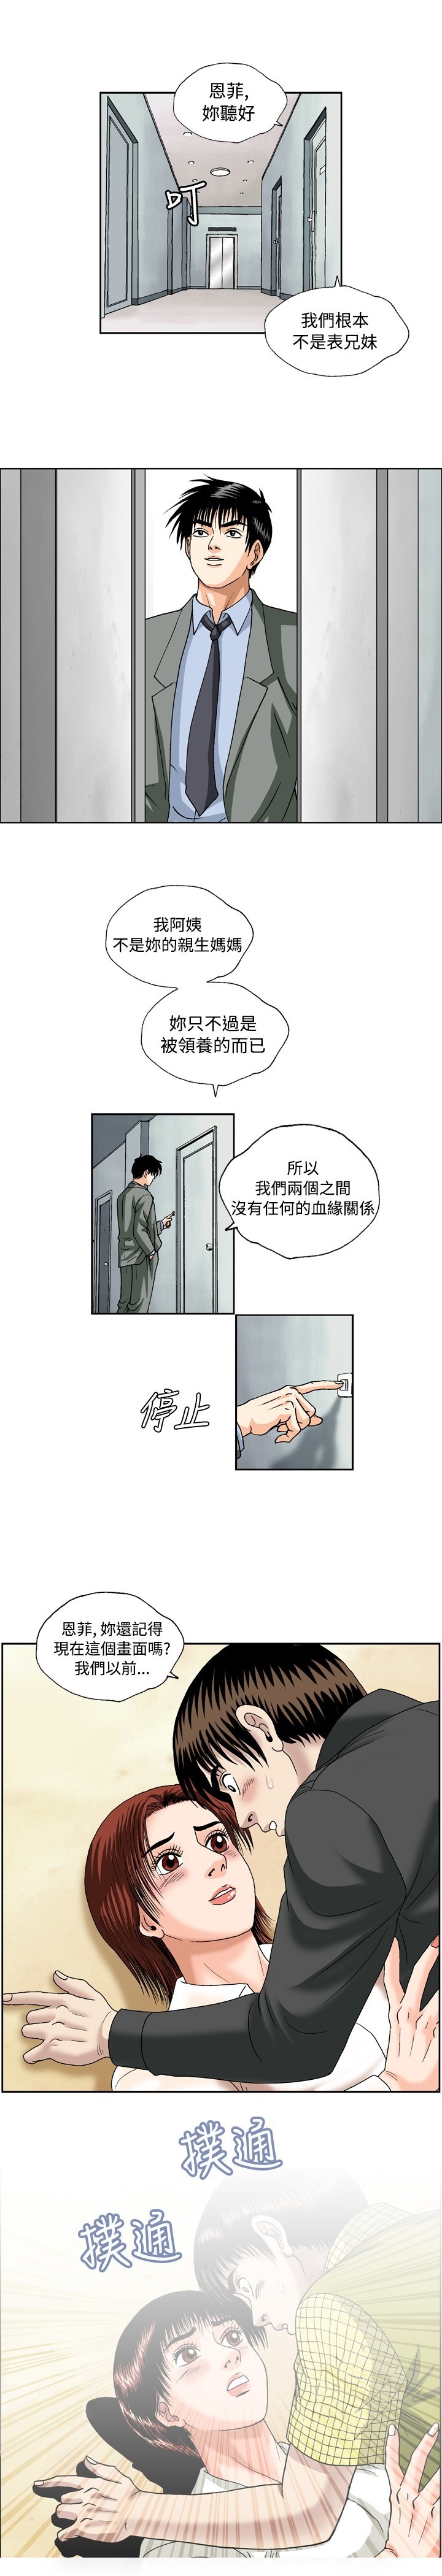 恩菲,
妳聽好
叮
我們根本
不是表兄妹
我阿姨
不是妳的親生媽媽
妳只不過是
被領養的而已
所以
我們兩個之間
沒有任何的血緣關係
停止
恩菲, 妳還記得
現在這個畫面嗎?
我們以前...
撲通
撲通